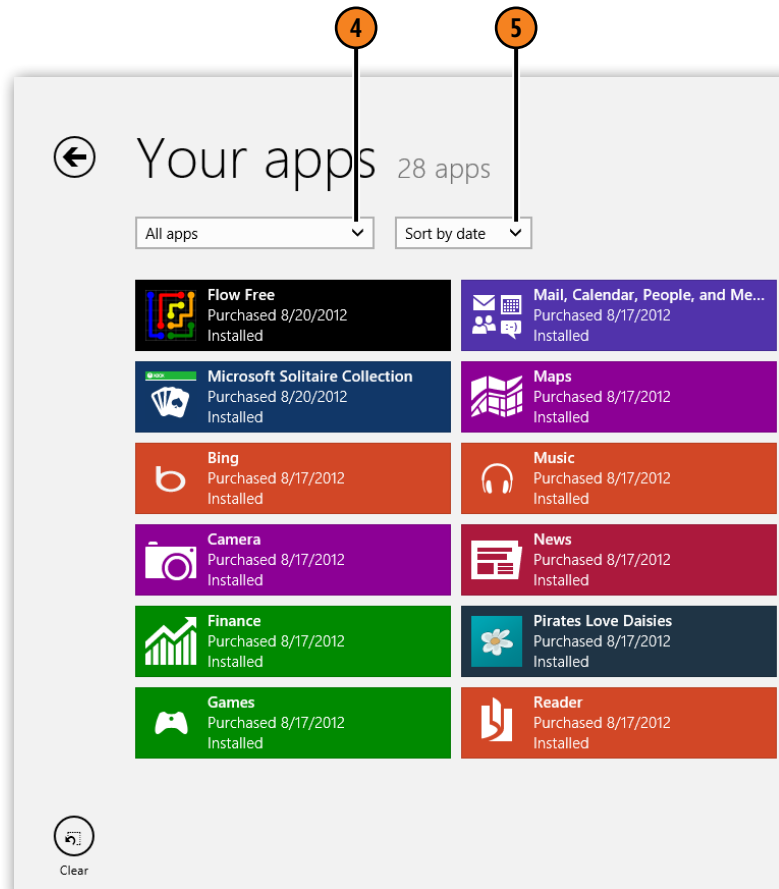 4
5
Your apps 28 apps
All apps
Sort by date
Flow Free
Purchased 8/20/2012
Installed
Microsoft Solitaire Collection
Purchased 8/20/2012
Installed
Bing
Purchased 8/17/2012
Installed
Camera
Purchased 8/17/2012
Installed
Finance
Purchased 8/17/2012
Installed
Games
Purchased 8/17/2012
Installed
Mail, Calendar, People, and Me...
Purchased 8/17/2012
Installed
Maps
Purchased 8/17/2012
Installed
Music
Purchased 8/17/2012
Installed
News
Purchased 8/17/2012
Installed
Pirates Love Daisies
Purchased 8/17/2012
Installed
Reader
Purchased 8/17/2012
Installed
Clear